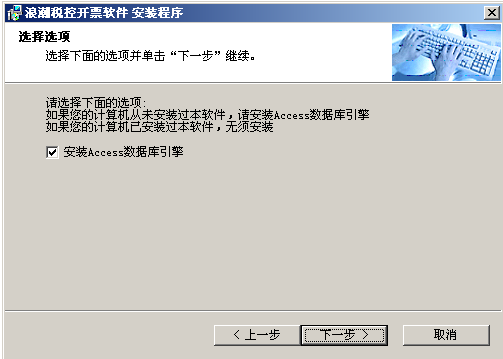 浪潮税控开票软件 安装程序
选择选项
选择下面的选项并单击“下一步”继续。
请选择下面的选项:
如果您的计算机从未安装过本软件，请安装Access数据库引擎
如果您的计算机已安装过本软件，无须安装
安装Access数据库引擎
< 上一步 下一步 > 取消